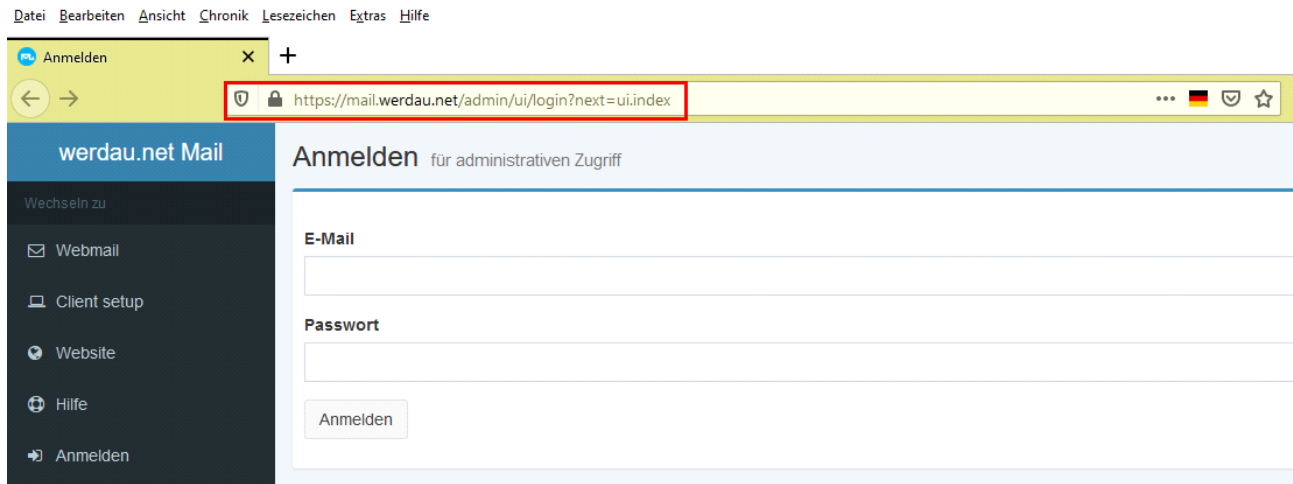 Datei Bearbeiten Ansicht Chronik Lesezeichen Extras Hilfe
Anmelden
https://mail.werdau.net/admin/ui/login?next=ui.index
werdau.net Mail
Anmelden für administrativen Zugriff
Wechseln zu
Webmail
Client setup
Website
Hilfe
Anmelden
E-Mail
Passwort
Anmelden